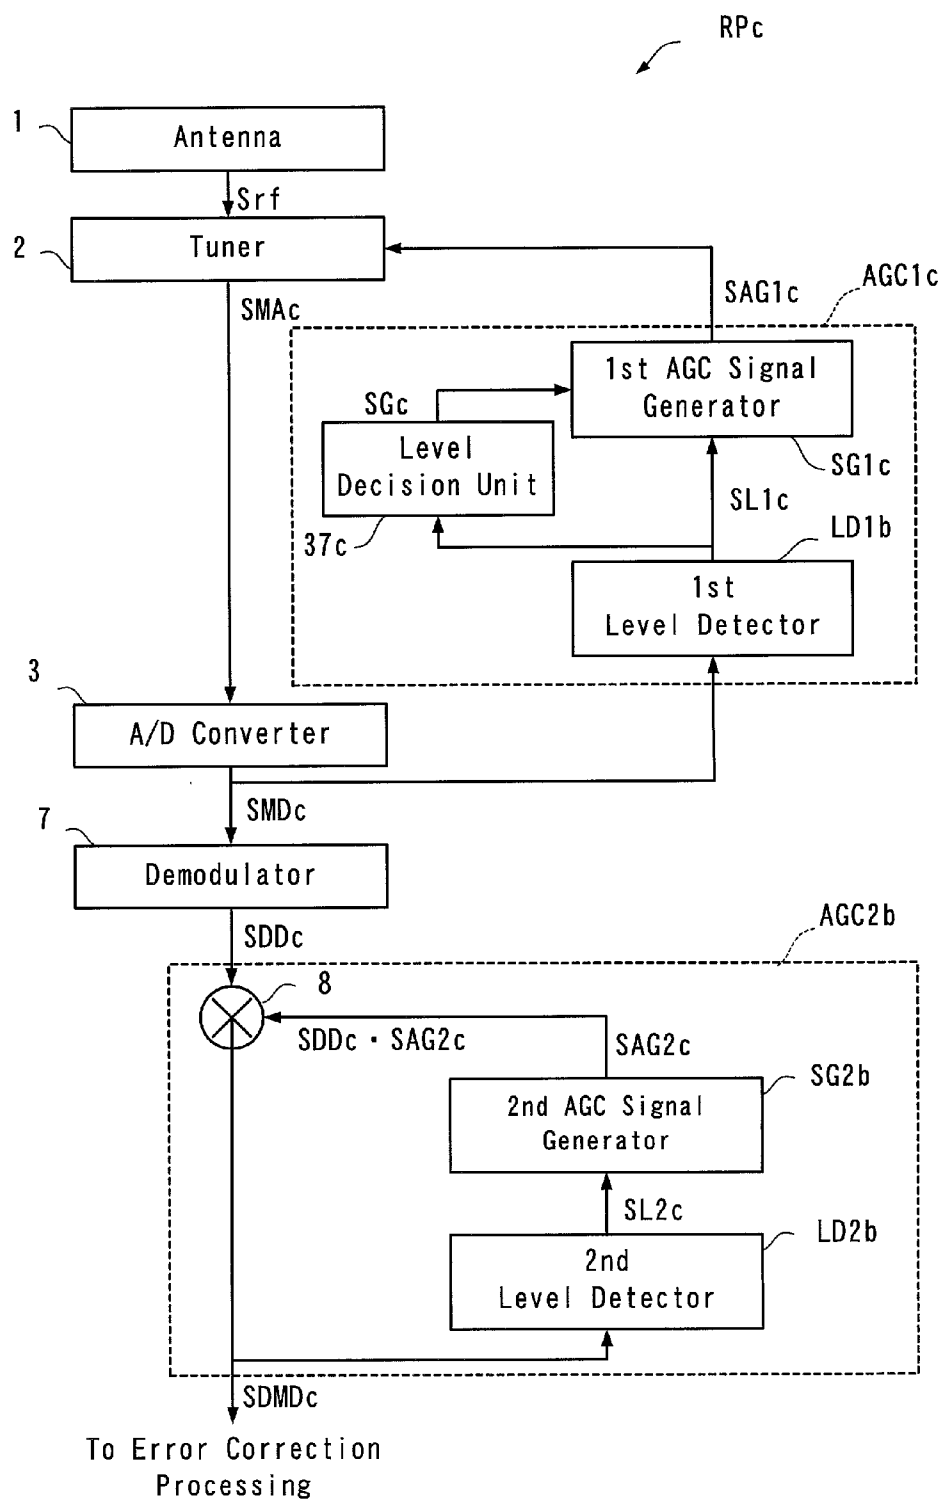 RPc
1
Antenna
Srf
2
Tuner
SMAc
SAG1c
AGC1c
1st AGC Signal
Generator
SGc
Level
Decision Unit
SG1c
SL1c
37c
LD1b
1st
Level Detector
3
A/D Converter
SMDc
7
Demodulator
SDDc
AGC2b
8
SDDc・SAG2c
SAG2c
SG2b
2nd AGC Signal
Generator
SL2c
LD2b
2nd
Level Detector
SDMDc
To Error Correction
Processing